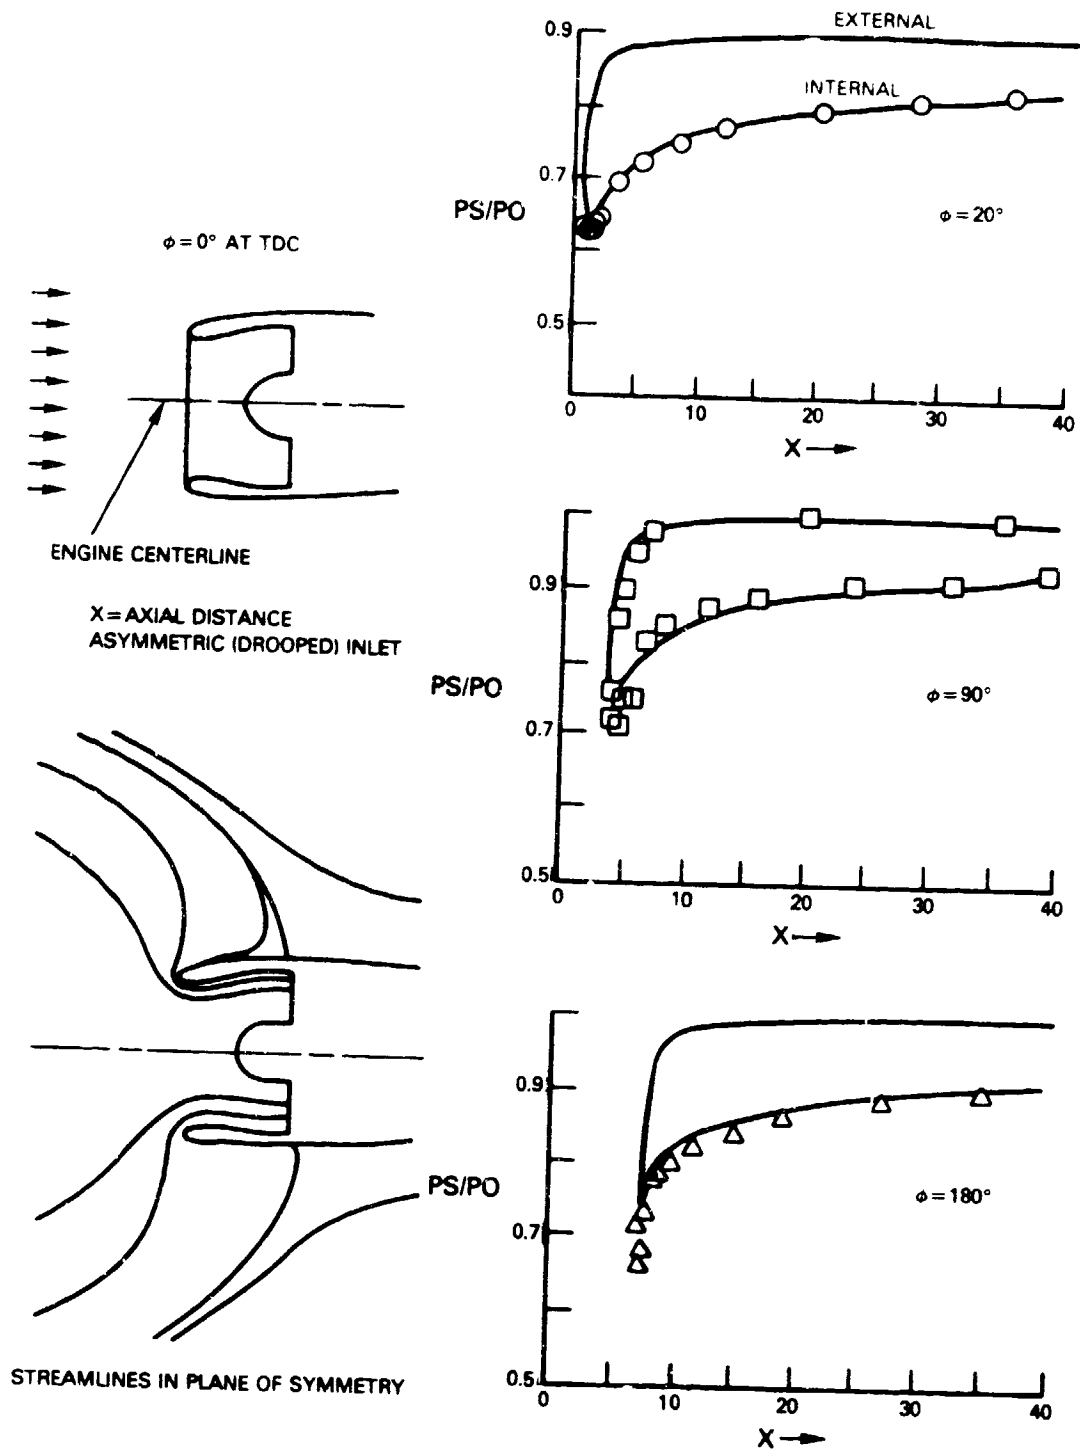 φ = 0° AT TDC
ENGINE CENTERLINE
X = AXIAL DISTANCE
ASYMMETRIC (DROOPED) INLET
STREAMLINES IN PLANE OF SYMMETRY
EXTERNAL
INTERNAL
0.9
0.7
0.5
PS/PO
φ = 20°
0 10 20 30 40
X
0.9
0.7
0.5
PS/PO
φ = 90°
0 10 20 30 40
X
0.9
0.7
0.5
PS/PO
φ = 180°
0 10 20 30 40
X